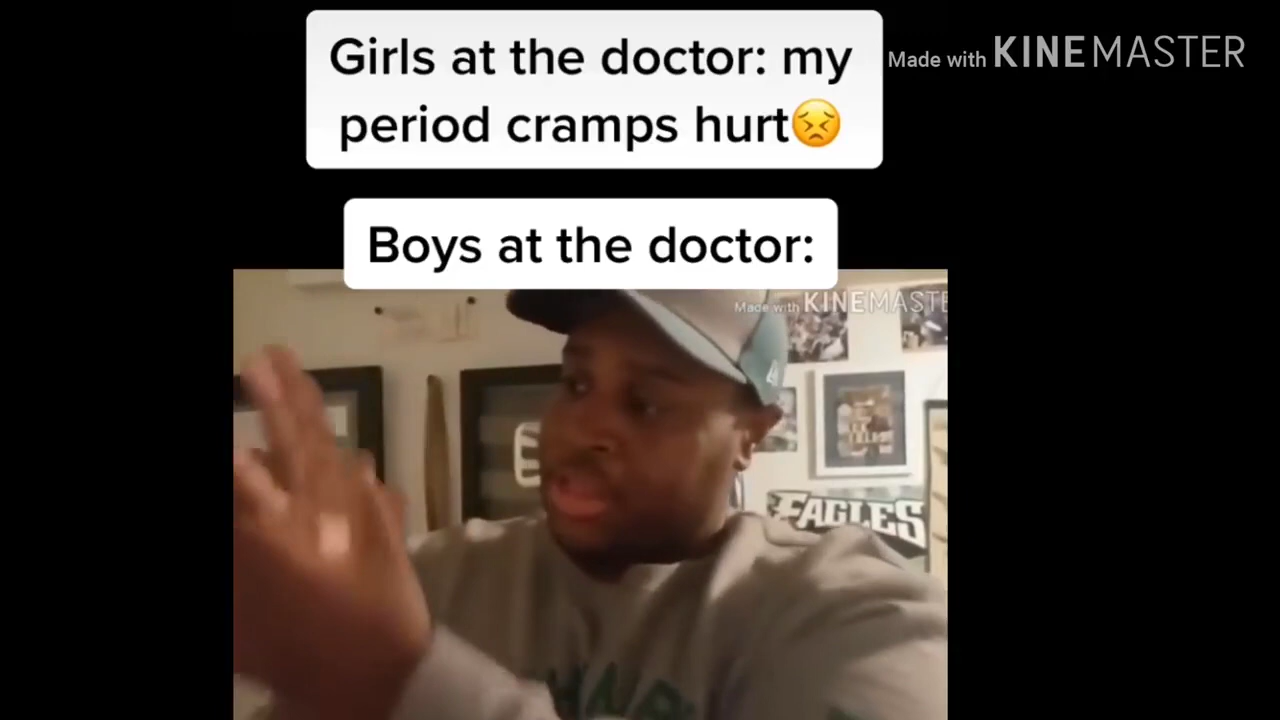 Girls at the doctor: my
period cramps hurt😣
Made with KINEMASTER
Boys at the doctor:
Made with KINEMASTE
EAGLES